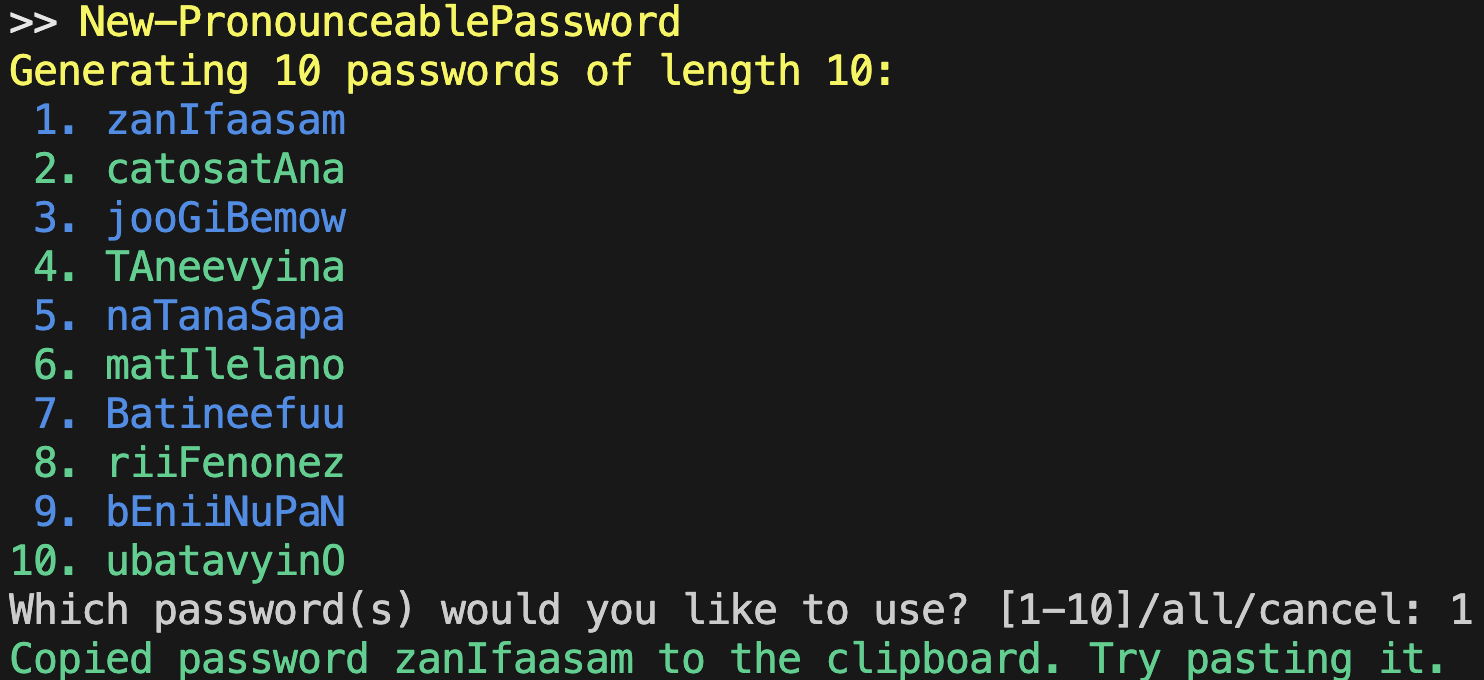 >> New-PronounceablePassword
Generating 10 passwords of length 10:
 1. zanIfaasam
 2. catosatAna
 3. jooGiBemow
 4. TAneevyina
 5. naTanaSapa
 6. matIlelano
 7. Batineefuu
 8. riiFenonez
 9. bEniiNuPaN
10. ubatavyinO
Which password(s) would you like to use? [1-10]/all/cancel: 1
Copied password zanIfaasam to the clipboard. Try pasting it.